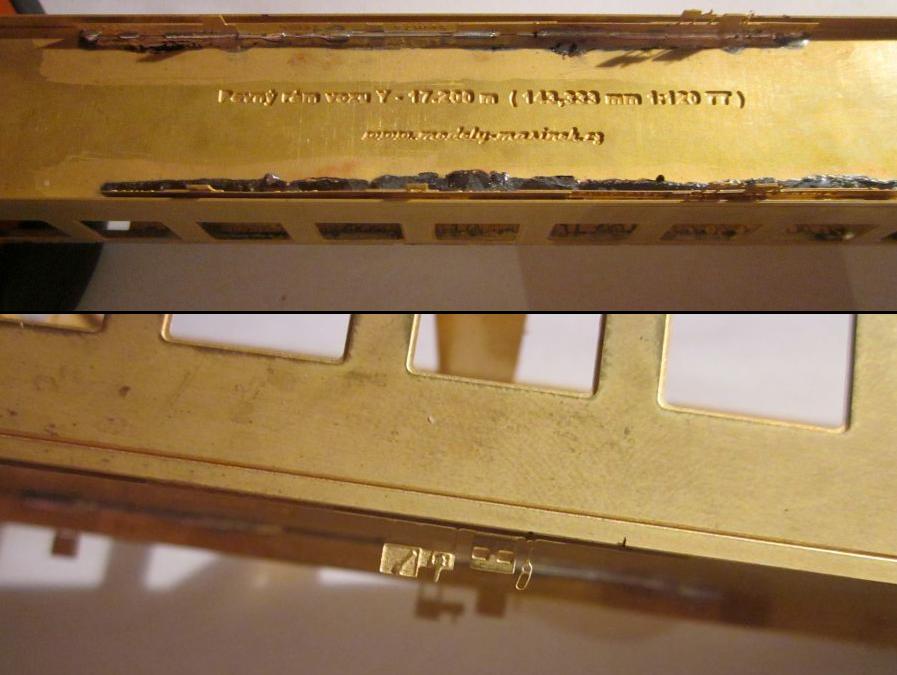 Pevný rám vozu Y - 17.200 m ( 143,333 mm 1:120 TT )
www.modely-masinek.cz